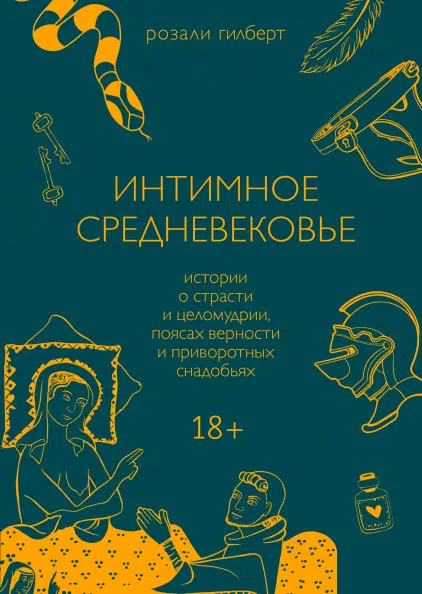 розали гилберт
ИНТИМНОЕ
СРЕДНЕВЕКОВЬЕ
истории
о страсти
и целомудрии,
поясах верности
и приворотных
снадобьях
18+